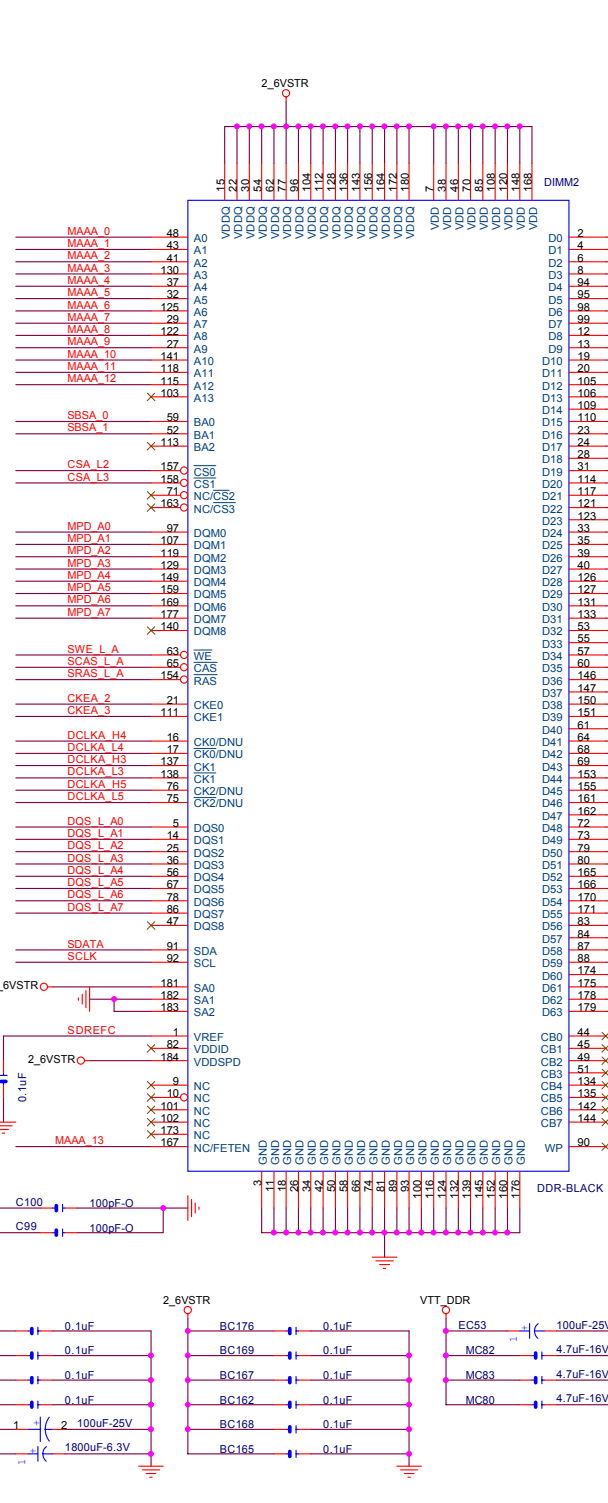 2_6VSTR
15 22 30 54 62 77 96 104 112 128 136 143 156 164 172 180 7 38 46 70 85 108 120 148 168
DIMM2
VDDQ VDDQ VDDQ VDDQ VDDQ VDDQ VDDQ VDDQ VDDQ VDDQ VDDQ VDDQ VDDQ VDDQ VDDQ VDDQ VDD VDD VDD VDD VDD VDD VDD VDD VDD
MAAA_0 48 A0
MAAA_1 43 A1
MAAA_2 41 A2
MAAA_3 130 A3
MAAA_4 37 A4
MAAA_5 32 A5
MAAA_6 125 A6
MAAA_7 29 A7
MAAA_8 122 A8
MAAA_9 27 A9
MAAA_10 141 A10
MAAA_11 118 A11
MAAA_12 115 A12
103 A13
SBSA_0 59 BA0
SBSA_1 52 BA1
113 BA2
CSA_L2 157 CS0
CSA_L3 158 CS1
71 NC/CS2
163 NC/CS3
MPD_A0 97 DQM0
MPD_A1 107 DQM1
MPD_A2 119 DQM2
MPD_A3 129 DQM3
MPD_A4 149 DQM4
MPD_A5 159 DQM5
MPD_A6 169 DQM6
MPD_A7 177 DQM7
140 DQM8
SWE_L_A 63 WE
SCAS_L_A 65 CAS
SRAS_L_A 154 RAS
CKEA_2 21 CKE0
CKEA_3 111 CKE1
DCLKA_H4 16 CK0/DNU
DCLKA_L4 17 CK0/DNU
DCLKA_H3 137 CK1
DCLKA_L3 138 CK1
DCLKA_H5 76 CK2/DNU
DCLKA_L5 75 CK2/DNU
DQS_L_A0 5 DQS0
DQS_L_A1 14 DQS1
DQS_L_A2 25 DQS2
DQS_L_A3 36 DQS3
DQS_L_A4 56 DQS4
DQS_L_A5 67 DQS5
DQS_L_A6 78 DQS6
DQS_L_A7 86 DQS7
47 DQS8
SDATA 91 SDA
SCLK 92 SCL
_6VSTR 181 SA0
182 SA1
183 SA2
SDREFC 1 VREF
82 VDDID
2_6VSTR 184 VDDSPD
0.1uF
9 NC
10 NC
101 NC
102 NC
173 NC
MAAA_13 167 NC/FETEN
D0 2
D1 4
D2 6
D3 8
D4 94
D5 95
D6 98
D7 99
D8 12
D9 13
D10 19
D11 20
D12 105
D13 106
D14 109
D15 110
D16 23
D17 24
D18 28
D19 31
D20 114
D21 117
D22 121
D23 123
D24 33
D25 35
D26 39
D27 40
D28 126
D29 127
D30 131
D31 133
D32 53
D33 55
D34 57
D35 60
D36 146
D37 147
D38 150
D39 151
D40 61
D41 64
D42 68
D43 69
D44 153
D45 155
D46 161
D47 162
D48 72
D49 73
D50 79
D51 80
D52 165
D53 166
D54 170
D55 171
D56 83
D57 84
D58 87
D59 88
D60 174
D61 175
D62 178
D63 179
CB0 44
CB1 45
CB2 49
CB3 51
CB4 134
CB5 135
CB6 142
CB7 144
WP 90
GND GND GND GND GND GND GND GND GND GND GND GND GND GND GND GND GND GND GND GND GND GND
3 11 18 26 34 42 50 58 66 74 81 89 93 100 116 124 132 139 145 152 160 176
DDR-BLACK
C100 100pF-O
C99 100pF-O
0.1uF
0.1uF
0.1uF
0.1uF
1 + 2 100uF-25V
1 + 1800uF-6.3V
2_6VSTR
BC176 0.1uF
BC169 0.1uF
BC167 0.1uF
BC162 0.1uF
BC168 0.1uF
BC165 0.1uF
VTT_DDR
EC53 1 + 100uF-25V
MC82 4.7uF-16V
MC83 4.7uF-16V
MC80 4.7uF-16V